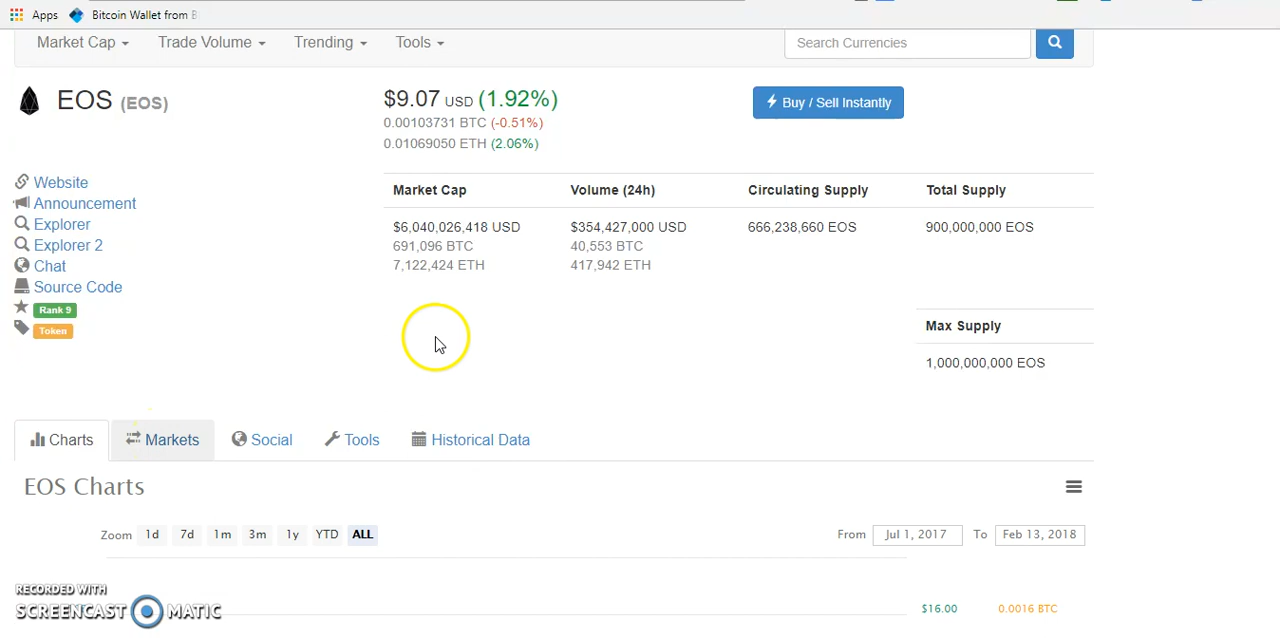 Apps Bitcoin Wallet from B
Market Cap Trade Volume Trending Tools Search Currencies
EOS (EOS) $9.07 USD (1.92%) Buy / Sell Instantly
0.00103731 BTC (-0.51%)
0.01069050 ETH (2.06%)
Website
Announcement
Explorer
Explorer 2
Chat
Source Code
Rank 9
Token
Market Cap Volume (24h) Circulating Supply Total Supply
$6,040,026,418 USD $354,427,000 USD 666,238,660 EOS 900,000,000 EOS
691,096 BTC 40,553 BTC
7,122,424 ETH 417,942 ETH
Max Supply
1,000,000,000 EOS
Charts Markets Social Tools Historical Data
EOS Charts
Zoom 1d 7d 1m 3m 1y YTD ALL From Jul 1, 2017 To Feb 13, 2018
RECORDED WITH
SCREENCAST MATIC
$16.00 0.0016 BTC